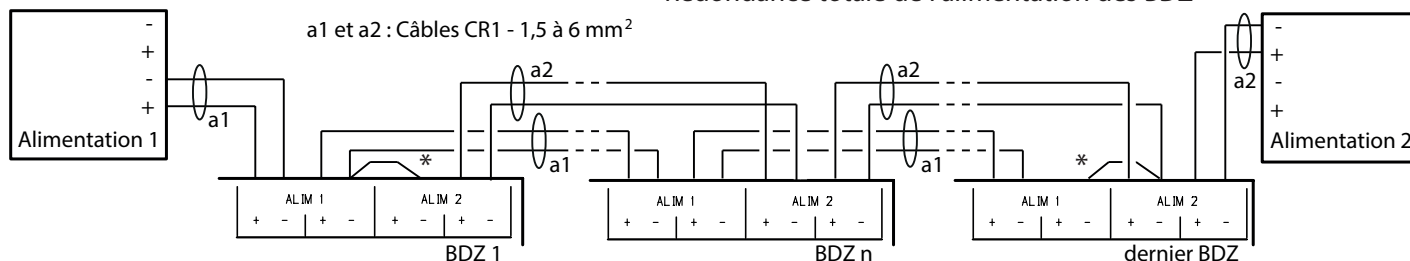 Redondance totale de l'alimentation des BDZ
a1 et a2 : Câbles CR1 - 1,5 à 6 mm²
-
+
-
+
Alimentation 1
a1
a2
a1
a2
a1
a2
-
+
-
+
Alimentation 2
*
*
ALIM 1 ALIM 2
+ - + - + - + -
BDZ 1
ALIM 1 ALIM 2
+ - + - + - + -
BDZ n
ALIM 1 ALIM 2
+ - + - + - + -
dernier BDZ